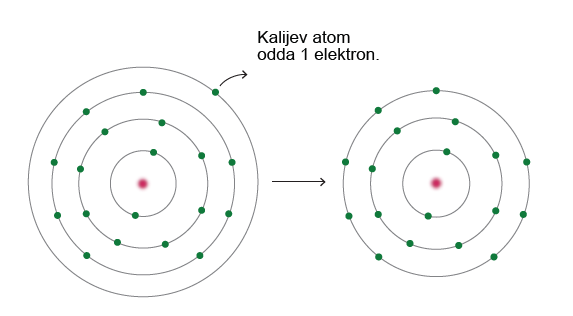 Kalijev atom
odda 1 elektron.